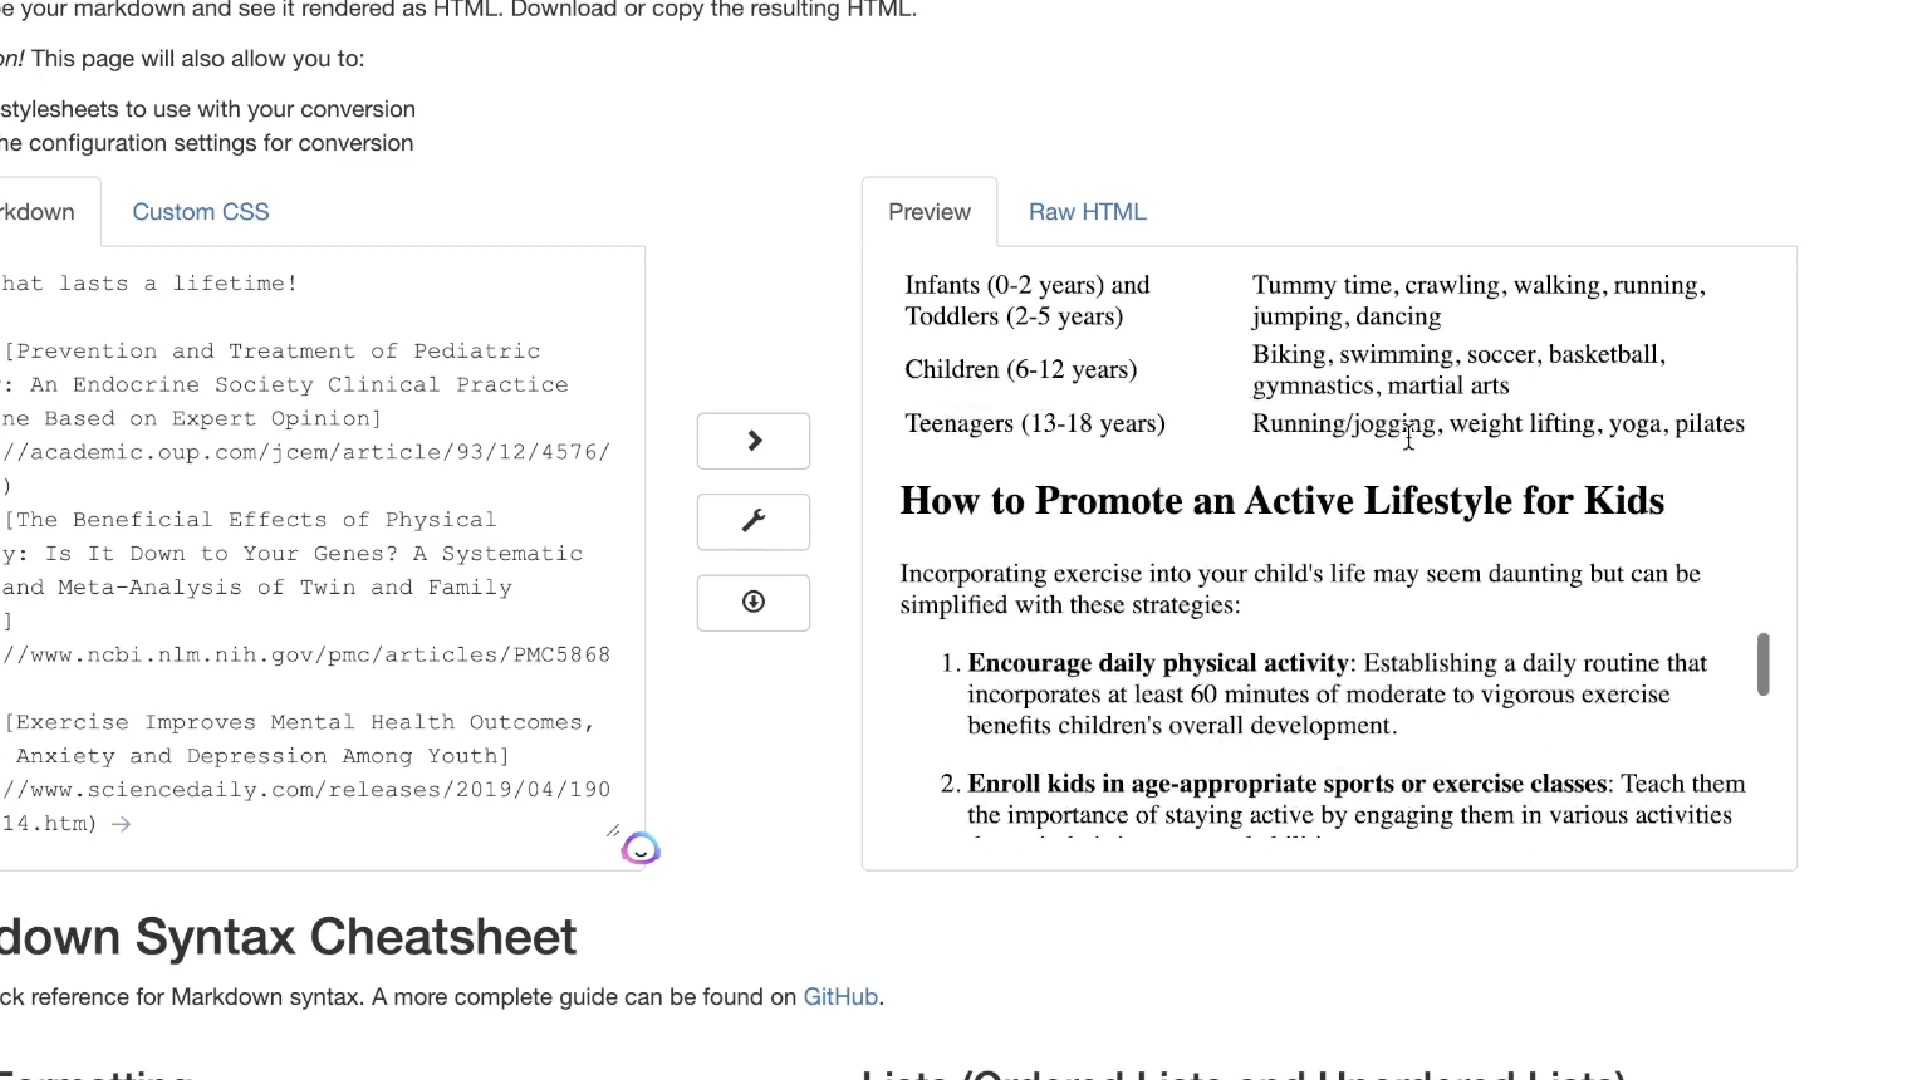 e your markdown and see it rendered as HTML. Download or copy the resulting HTML.
on! This page will also allow you to:
stylesheets to use with your conversion
he configuration settings for conversion
rkdown
Custom CSS
hat lasts a lifetime!
[Prevention and Treatment of Pediatric
: An Endocrine Society Clinical Practice
ne Based on Expert Opinion]
//academic.oup.com/jcem/article/93/12/4576/
)
[The Beneficial Effects of Physical
y: Is It Down to Your Genes? A Systematic
and Meta-Analysis of Twin and Family
]
//www.ncbi.nlm.nih.gov/pmc/articles/PMC5868
[Exercise Improves Mental Health Outcomes,
Anxiety and Depression Among Youth]
//www.sciencedaily.com/releases/2019/04/190
14.htm)
Preview
Raw HTML
Infants (0-2 years) and
Toddlers (2-5 years)
Tummy time, crawling, walking, running,
jumping, dancing
Children (6-12 years)
Biking, swimming, soccer, basketball,
gymnastics, martial arts
Teenagers (13-18 years)
Running/jogging, weight lifting, yoga, pilates
How to Promote an Active Lifestyle for Kids
Incorporating exercise into your child's life may seem daunting but can be
simplified with these strategies:
1. Encourage daily physical activity: Establishing a daily routine that
incorporates at least 60 minutes of moderate to vigorous exercise
benefits children's overall development.
2. Enroll kids in age-appropriate sports or exercise classes: Teach them
the importance of staying active by engaging them in various activities
down Syntax Cheatsheet
ck reference for Markdown syntax. A more complete guide can be found on GitHub.
Formatting
Lists (Ordered Lists and Unordered Lists)